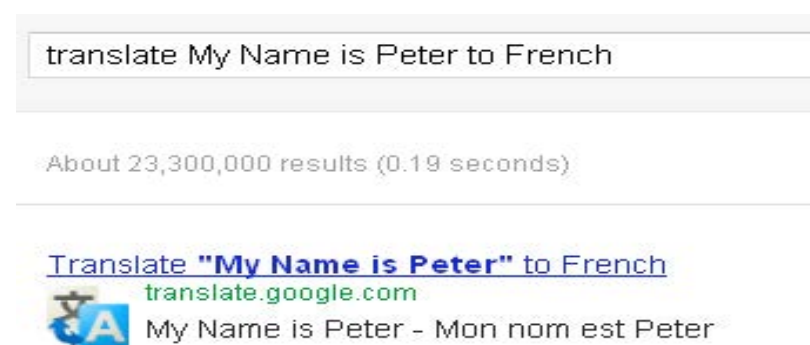 translate My Name is Peter to French
About 23,300,000 results (0.19 seconds)
Translate "My Name is Peter" to French
translate.google.com
My Name is Peter - Mon nom est Peter